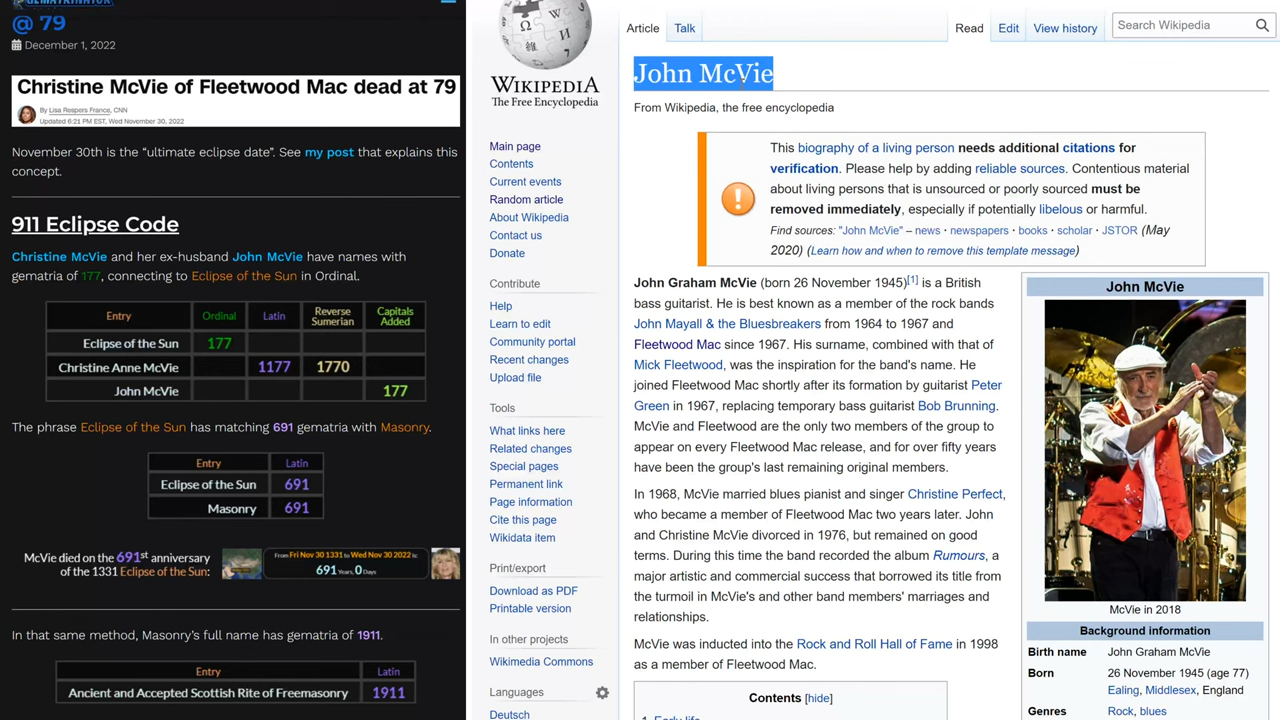 GEMATRINATOR
@ 79
December 1, 2022
Christine McVie of Fleetwood Mac dead at 79
By Lisa Respers France, CNN
Updated 6:21 PM EST, Wed November 30, 2022
November 30th is the “ultimate eclipse date”. See my post that explains this
concept.
911 Eclipse Code
Christine McVie and her ex-husband John McVie have names with
gematria of 177, connecting to Eclipse of the Sun in Ordinal.
Entry Ordinal Latin Reverse Sumerian Capitals Added
Eclipse of the Sun 177
Christine Anne McVie 1177 1770
John McVie 177
The phrase Eclipse of the Sun has matching 691 gematria with Masonry.
Entry Latin
Eclipse of the Sun 691
Masonry 691
McVie died on the 691st anniversary
of the 1331 Eclipse of the Sun:
From Fri Nov 30 1331 to Wed Nov 30 2022 is:
691 Years, 0 Days
In that same method, Masonry's full name has gematria of 1911.
Entry Latin
Ancient and Accepted Scottish Rite of Freemasonry 1911
WIKIPEDIA
The Free Encyclopedia
Main page
Contents
Current events
Random article
About Wikipedia
Contact us
Donate
Contribute
Help
Learn to edit
Community portal
Recent changes
Upload file
Tools
What links here
Related changes
Special pages
Permanent link
Page information
Cite this page
Wikidata item
Print/export
Download as PDF
Printable version
In other projects
Wikimedia Commons
Languages
Deutsch
Article Talk Read Edit View history Search Wikipedia
John McVie
From Wikipedia, the free encyclopedia
This biography of a living person needs additional citations for
verification. Please help by adding reliable sources. Contentious material
about living persons that is unsourced or poorly sourced must be
removed immediately, especially if potentially libelous or harmful.
Find sources: "John McVie" – news · newspapers · books · scholar · JSTOR (May
2020) (Learn how and when to remove this template message)
John Graham McVie (born 26 November 1945)[1] is a British
bass guitarist. He is best known as a member of the rock bands
John Mayall & the Bluesbreakers from 1964 to 1967 and
Fleetwood Mac since 1967. His surname, combined with that of
Mick Fleetwood, was the inspiration for the band's name. He
joined Fleetwood Mac shortly after its formation by guitarist Peter
Green in 1967, replacing temporary bass guitarist Bob Brunning.
McVie and Fleetwood are the only two members of the group to
appear on every Fleetwood Mac release, and for over fifty years
have been the group's last remaining original members.
In 1968, McVie married blues pianist and singer Christine Perfect,
who became a member of Fleetwood Mac two years later. John
and Christine McVie divorced in 1976, but remained on good
terms. During this time the band recorded the album Rumours, a
major artistic and commercial success that borrowed its title from
the turmoil in McVie's and other band members' marriages and
relationships.
McVie was inducted into the Rock and Roll Hall of Fame in 1998
as a member of Fleetwood Mac.
Contents [hide]
1 Early life
John McVie
McVie in 2018
Background information
Birth name John Graham McVie
Born 26 November 1945 (age 77)
Ealing, Middlesex, England
Genres Rock, blues